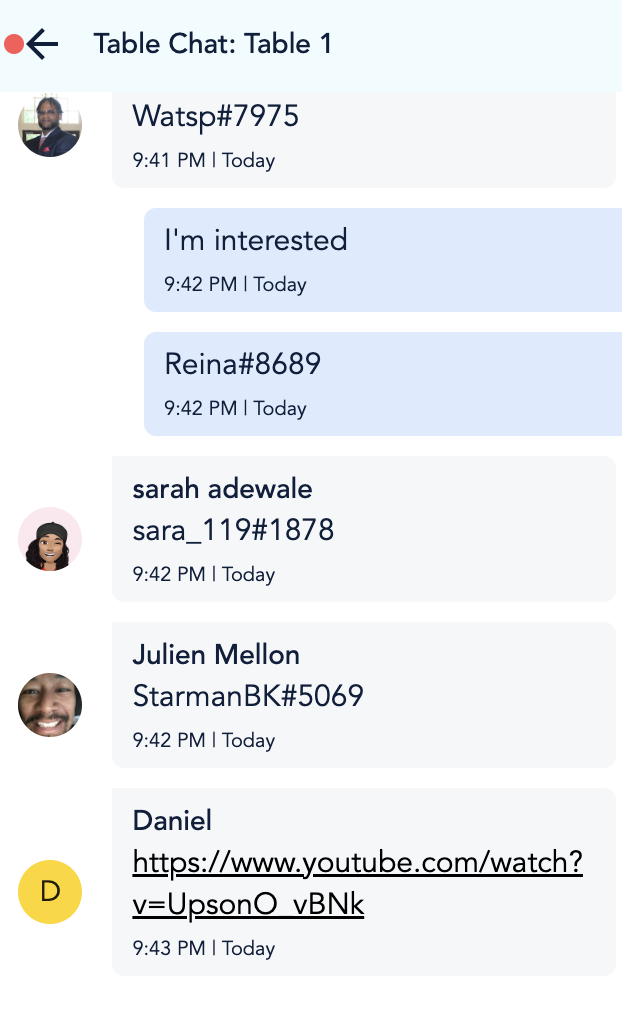 Table Chat: Table 1
Watsp#7975
9:41 PM | Today
I'm interested
9:42 PM | Today
Reina#8689
9:42 PM | Today
sarah adewale
sara_119#1878
9:42 PM | Today
Julien Mellon
StarmanBK#5069
9:42 PM | Today
Daniel
D
https://www.youtube.com/watch?
v=UpsonO_vBNk
9:43 PM | Today